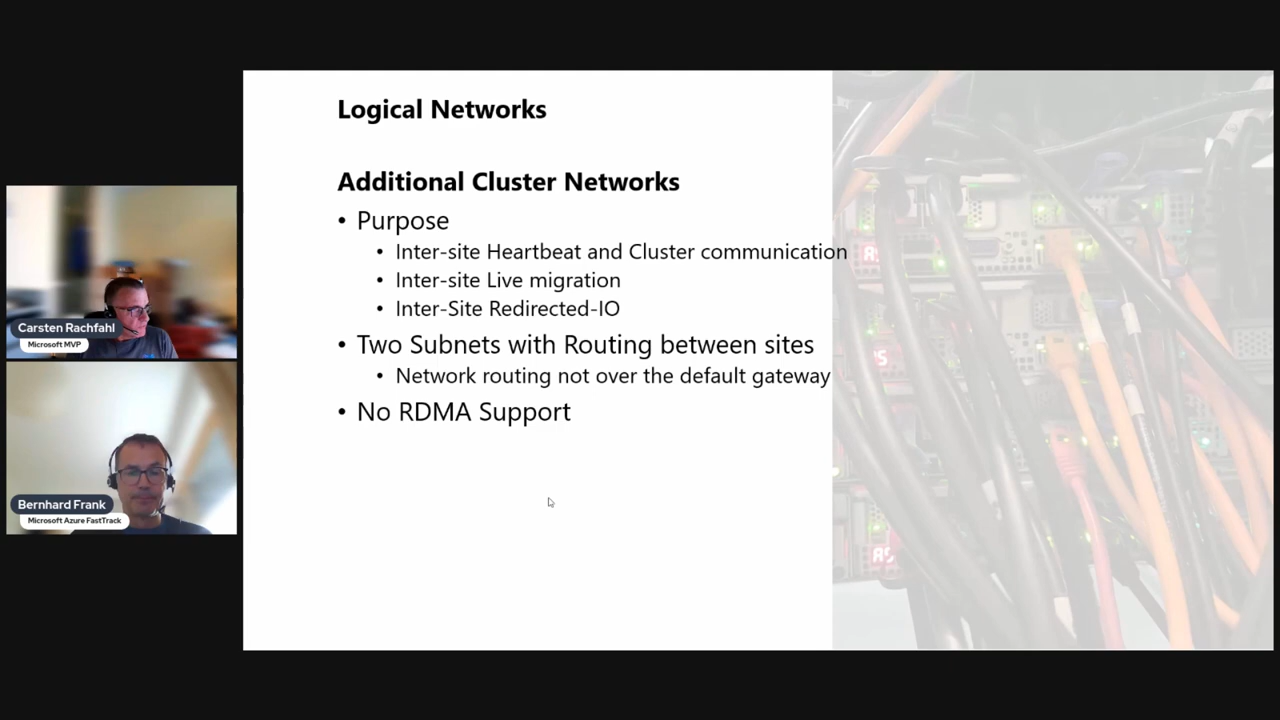 Logical Networks
Additional Cluster Networks
• Purpose
• Inter-site Heartbeat and Cluster communication
• Inter-site Live migration
• Inter-Site Redirected-IO
• Two Subnets with Routing between sites
• Network routing not over the default gateway
• No RDMA Support
Carsten Rachfahl
Microsoft MVP
Bernhard Frank
Microsoft Azure FastTrack